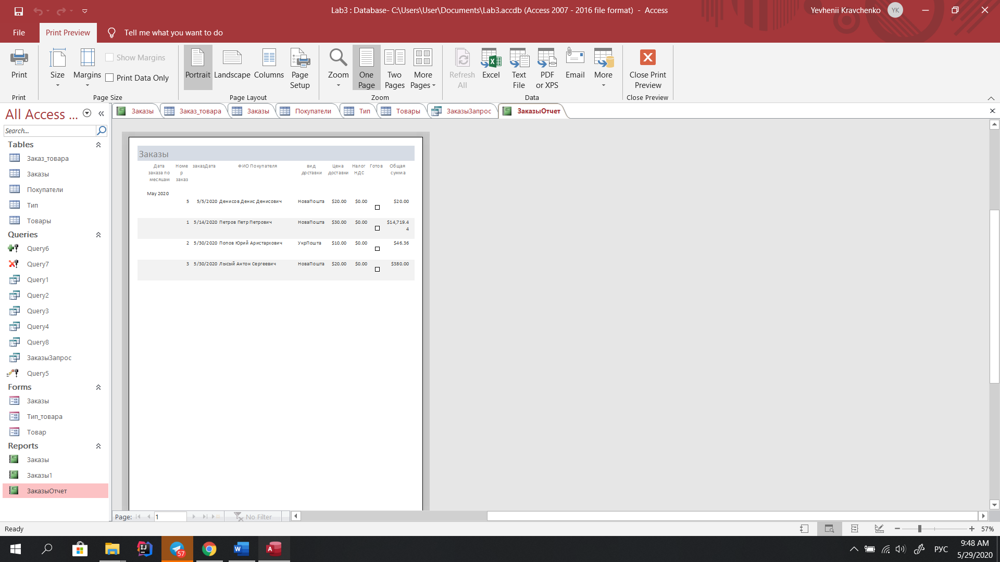 Lab3 : Database- C:\Users\User\Documents\Lab3.accdb (Access 2007 - 2016 file format) - Access
Yevhenii Kravchenko
YK
File
Print Preview
Tell me what you want to do
Print
Size
Margins
Show Margins
Print Data Only
Portrait
Landscape
Columns
Page Setup
Zoom
One Page
Two Pages
More Pages
Refresh All
Excel
Text File
PDF or XPS
Email
More
Close Print Preview
Print
Page Size
Page Layout
Zoom
Data
Close Preview
All Access ...
Search...
Tables
Заказ_товара
Заказы
Покупатели
Тип
Товары
Queries
Query6
Query7
Query1
Query2
Query3
Query4
Query8
ЗаказыЗапрос
Query5
Forms
Заказы
Тип_товара
Товар
Reports
Заказы
Заказы1
ЗаказыОтчет
Заказы
Заказ_товара
Заказы
Покупатели
Тип
Товары
ЗаказыЗапрос
ЗаказыОтчет
Заказы
Дата Номе заказДата ФИО Покупателя вид Цена Налог Готов Общая
заказа по р доставки доставки НДС сумма
месяцам заказ
May 2020
5 5/5/2020 Денисов Денис Денисович НоваПошта $20.00 $0.00 $20.00
1 5/14/2020 Петров Петр Петрович НоваПошта $30.00 $0.00 $14,719.4
4
2 5/30/2020 Попов Юрий Аристархович УкрПошта $10.00 $0.00 $46.36
3 5/30/2020 Лысый Антон Сергеевич НоваПошта $20.00 $0.00 $380.00
Page: 1 No Filter
Ready
57%
57
РУС
9:48 AM
5/29/2020